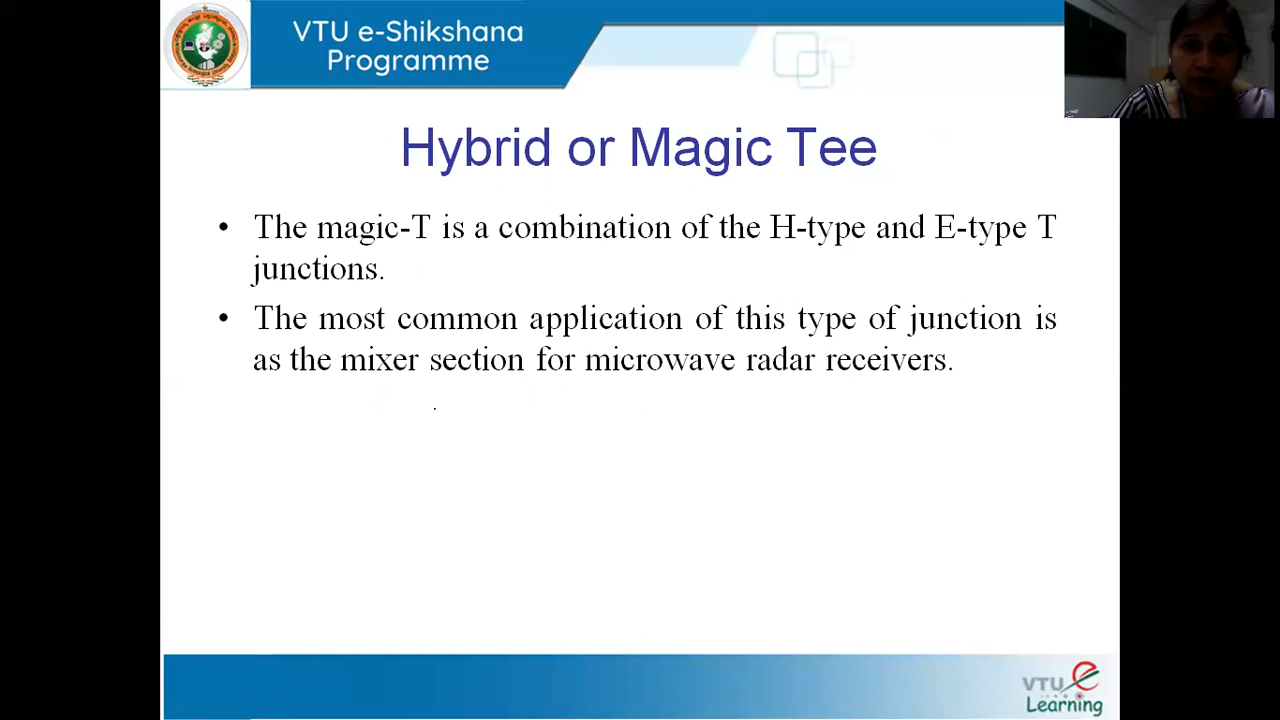 VTU e-Shikshana
Programme
Hybrid or Magic Tee
• The magic-T is a combination of the H-type and E-type T
junctions.
• The most common application of this type of junction is
as the mixer section for microwave radar receivers.
VTU e
Learning